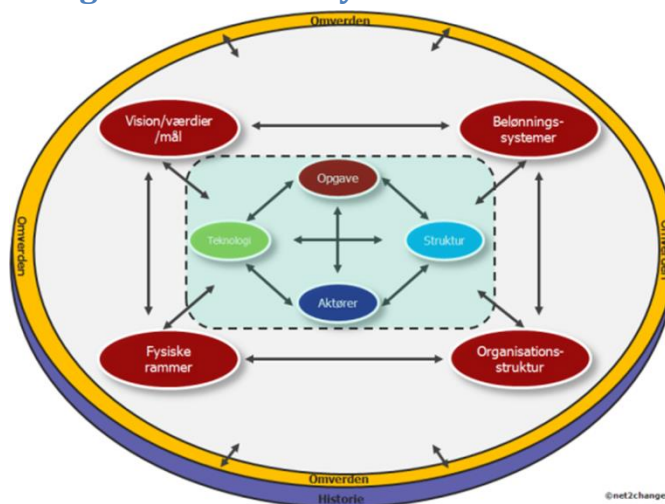 Omverden
Vision/værdier
/mål
Belønnings-
systemer
Opgave
Teknologi
Struktur
Aktører
Omverden
Omverden
Fysiske
rammer
Organisations-
struktur
Omverden
Historie
©net2change